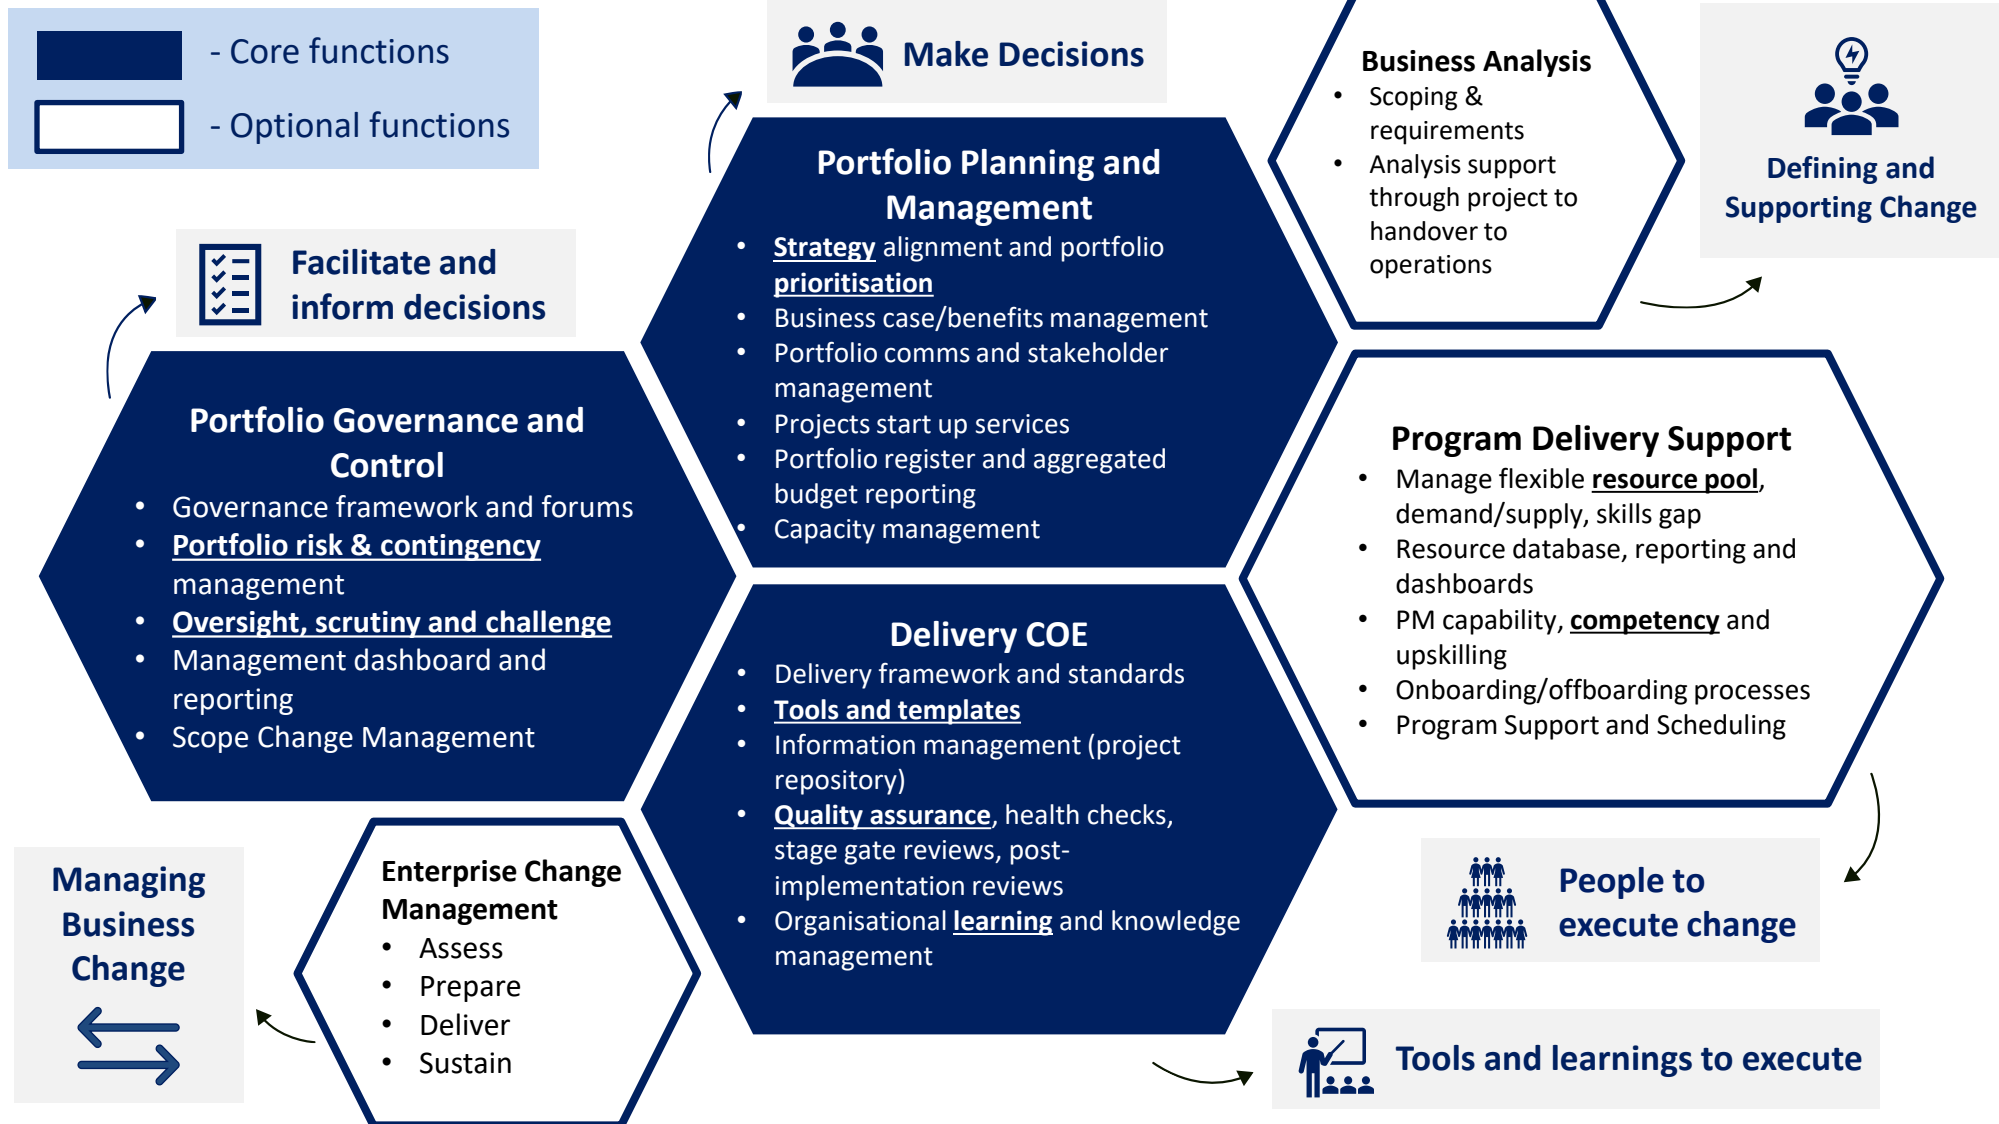 - Core functions
- Optional functions
Make Decisions
Business Analysis
• Scoping &
requirements
• Analysis support
through project to
handover to
operations
Defining and
Supporting Change
Portfolio Planning and
Management
• Strategy alignment and portfolio
prioritisation
• Business case/benefits management
• Portfolio comms and stakeholder
management
• Projects start up services
• Portfolio register and aggregated
budget reporting
• Capacity management
Facilitate and
inform decisions
Portfolio Governance and
Control
• Governance framework and forums
• Portfolio risk & contingency
management
• Oversight, scrutiny and challenge
• Management dashboard and
reporting
• Scope Change Management
Program Delivery Support
• Manage flexible resource pool,
demand/supply, skills gap
• Resource database, reporting and
dashboards
• PM capability, competency and
upskilling
• Onboarding/offboarding processes
• Program Support and Scheduling
Delivery COE
• Delivery framework and standards
• Tools and templates
• Information management (project
repository)
• Quality assurance, health checks,
stage gate reviews, post-
implementation reviews
• Organisational learning and knowledge
management
Managing
Business
Change
Enterprise Change
Management
• Assess
• Prepare
• Deliver
• Sustain
People to
execute change
Tools and learnings to execute